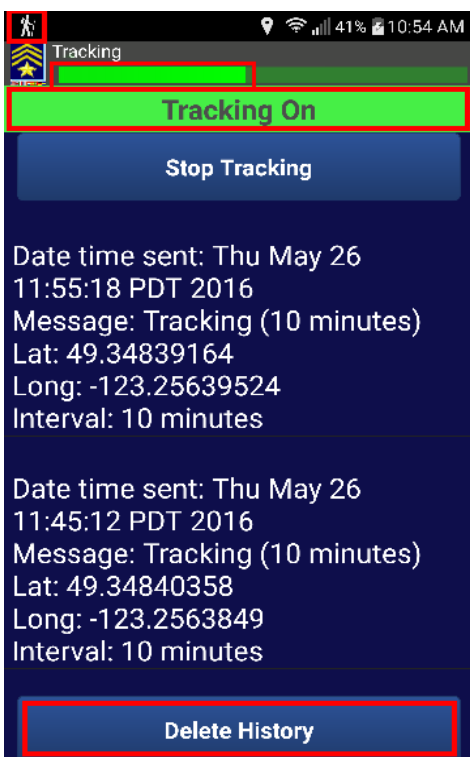 41% 10:54 AM
Tracking
Tracking On
Stop Tracking
Date time sent: Thu May 26
11:55:18 PDT 2016
Message: Tracking (10 minutes)
Lat: 49.34839164
Long: -123.25639524
Interval: 10 minutes
Date time sent: Thu May 26
11:45:12 PDT 2016
Message: Tracking (10 minutes)
Lat: 49.34840358
Long: -123.2563849
Interval: 10 minutes
Delete History